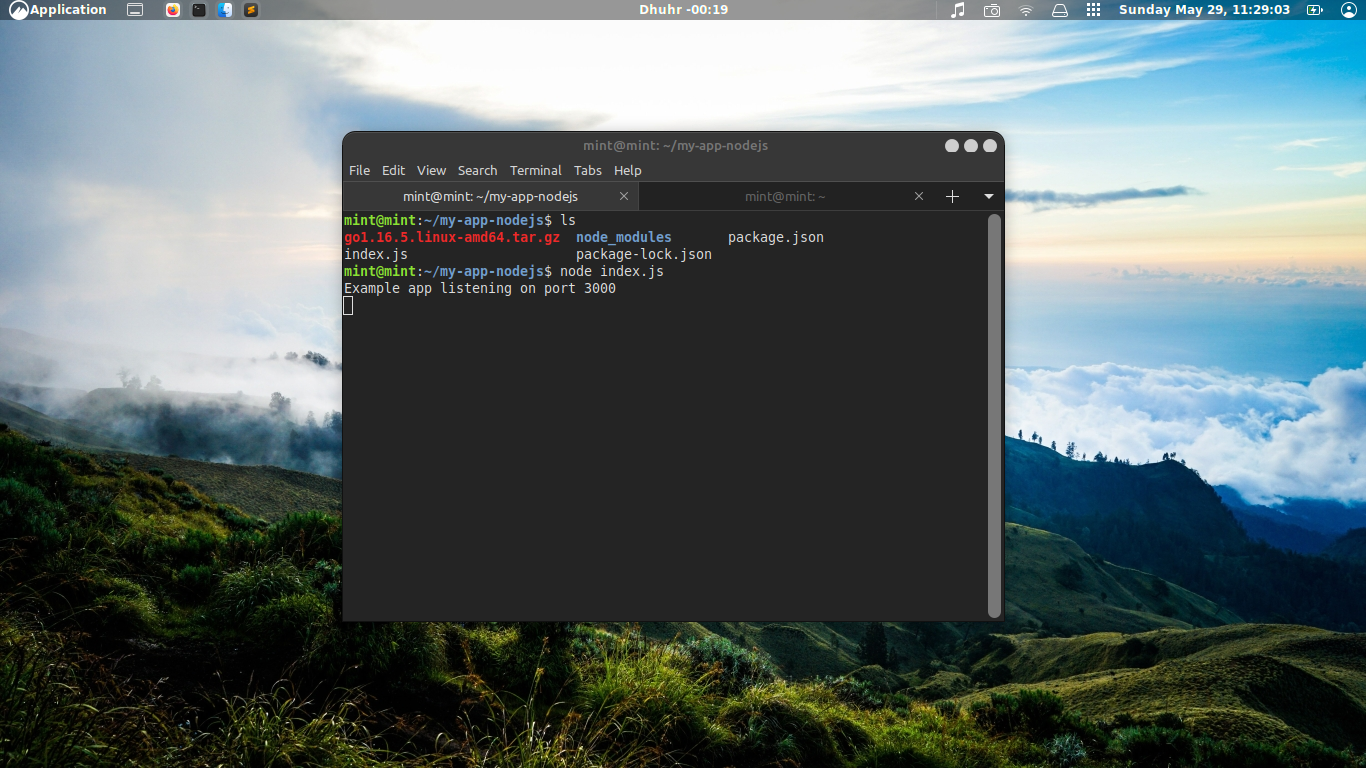 Application Dhuhr -00:19 Sunday May 29, 11:29:03
mint@mint: ~/my-app-nodejs
File Edit View Search Terminal Tabs Help
mint@mint: ~/my-app-nodejs mint@mint: ~
mint@mint:~/my-app-nodejs$ ls
go1.16.5.linux-amd64.tar.gz node_modules package.json
index.js package-lock.json
mint@mint:~/my-app-nodejs$ node index.js
Example app listening on port 3000